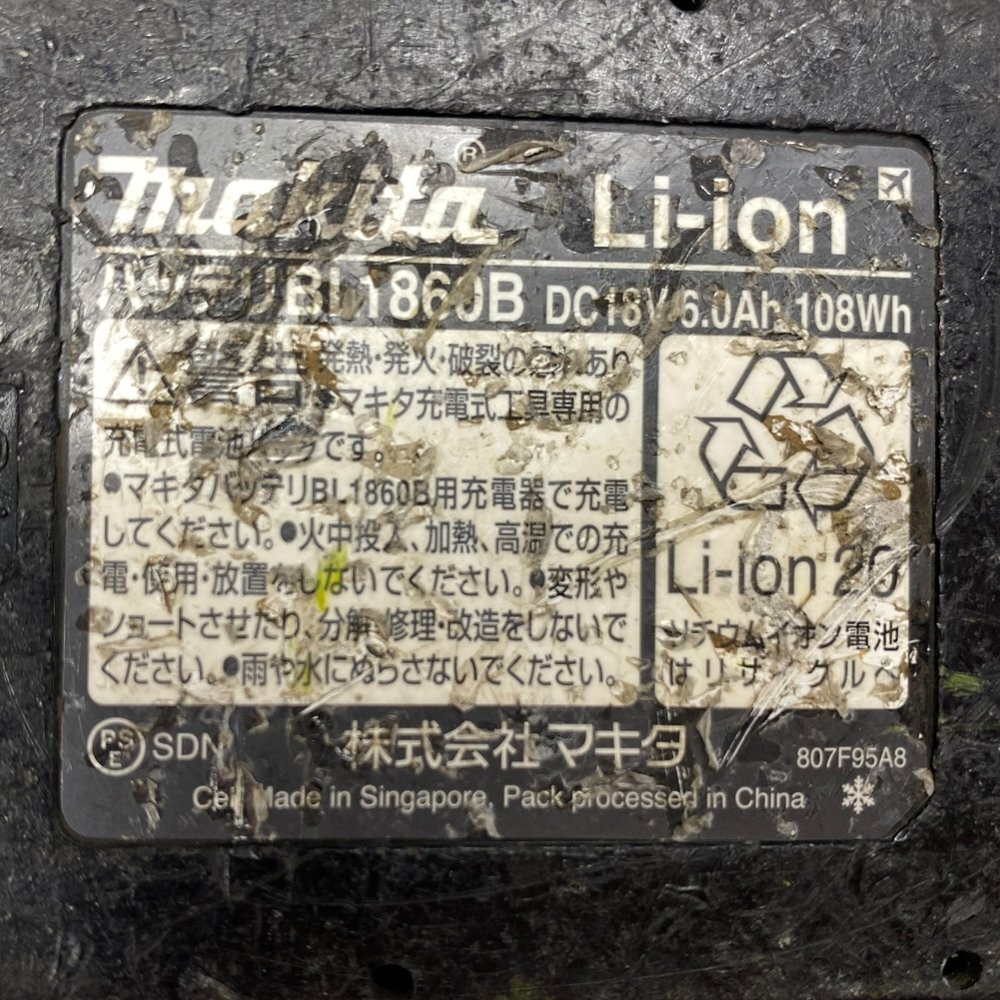 makita® Li-ion
バッテリBL1860B DC18V 6.0Ah 108Wh
警告 発熱・発火・破裂の恐れあり
マキタ充電式工具専用の
充電式電池パックです。
●マキタバッテリBL1860B用充電器で充電
してください。●火中投入、加熱、高温での充
電・使用・放置をしないでください。●変形や
ショートさせたり、分解・修理・改造をしないで
ください。●雨や水にぬらさないでください。
Li-ion 20
リチウムイオン電池
はリサイクルへ
PSE SDN 株式会社マキタ 807F95A8
Cell Made in Singapore, Pack processed in China